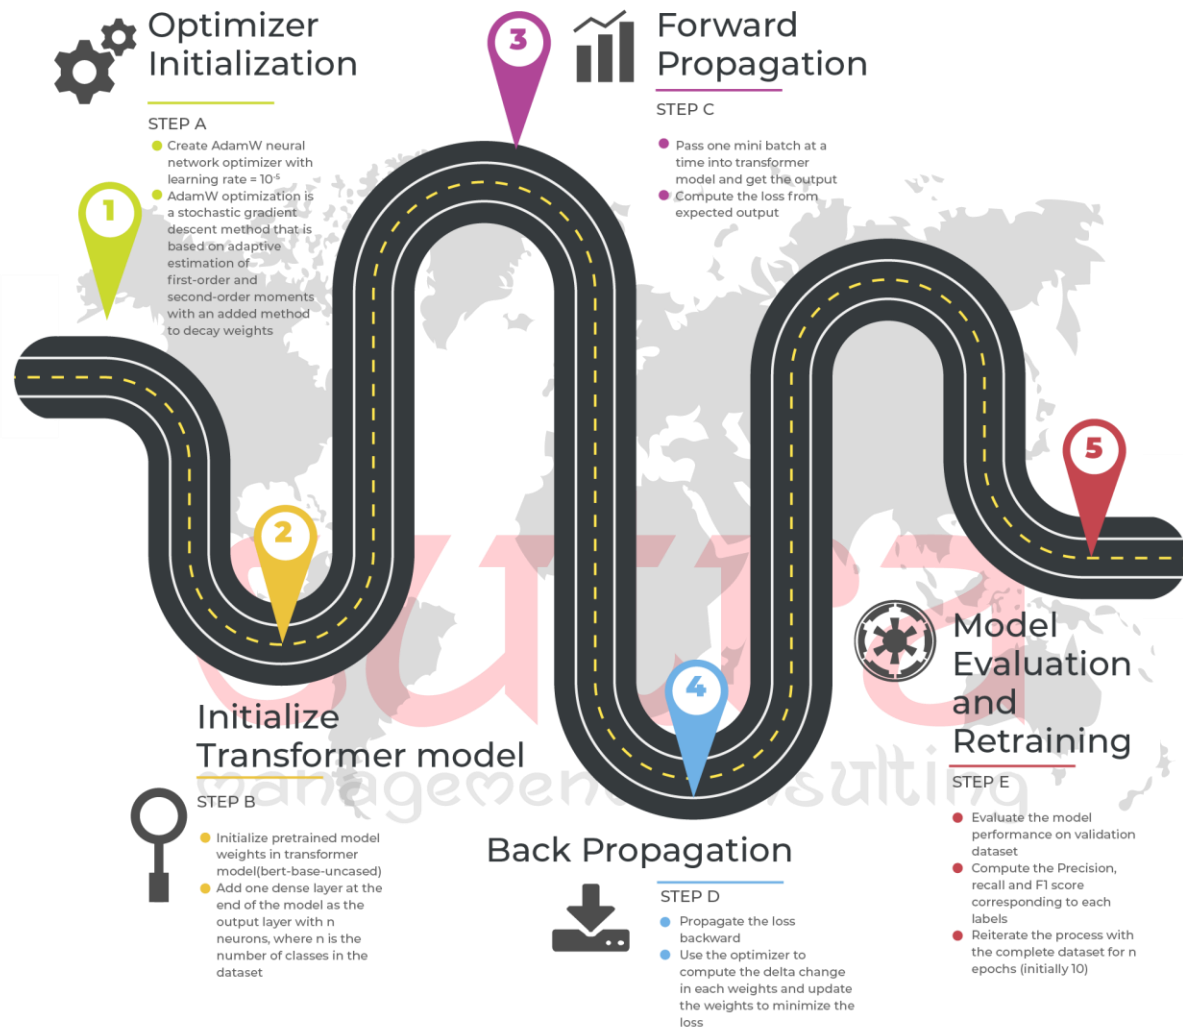 1
Optimizer
Initialization
STEP A
Create AdamW neural
network optimizer with
learning rate = 10⁻⁵
AdamW optimization is
a stochastic gradient
descent method that is
based on adaptive
estimation of
first-order and
second-order moments
with an added method
to decay weights
2
Initialize
Transformer model
STEP B
Initialize pretrained model
weights in transformer
model(bert-base-uncased)
Add one dense layer at the
end of the model as the
output layer with n
neurons, where n is the
number of classes in the
dataset
3
Forward
Propagation
STEP C
Pass one mini batch at a
time into transformer
model and get the output
Compute the loss from
expected output
4
Back Propagation
STEP D
Propagate the loss
backward
Use the optimizer to
compute the delta change
in each weights and update
the weights to minimize the
loss
5
Model
Evaluation
and
Retraining
STEP E
Evaluate the model
performance on validation
dataset
Compute the Precision,
recall and F1 score
corresponding to each
labels
Reiterate the process with
the complete dataset for n
epochs (initially 10)
sutra
management consulting